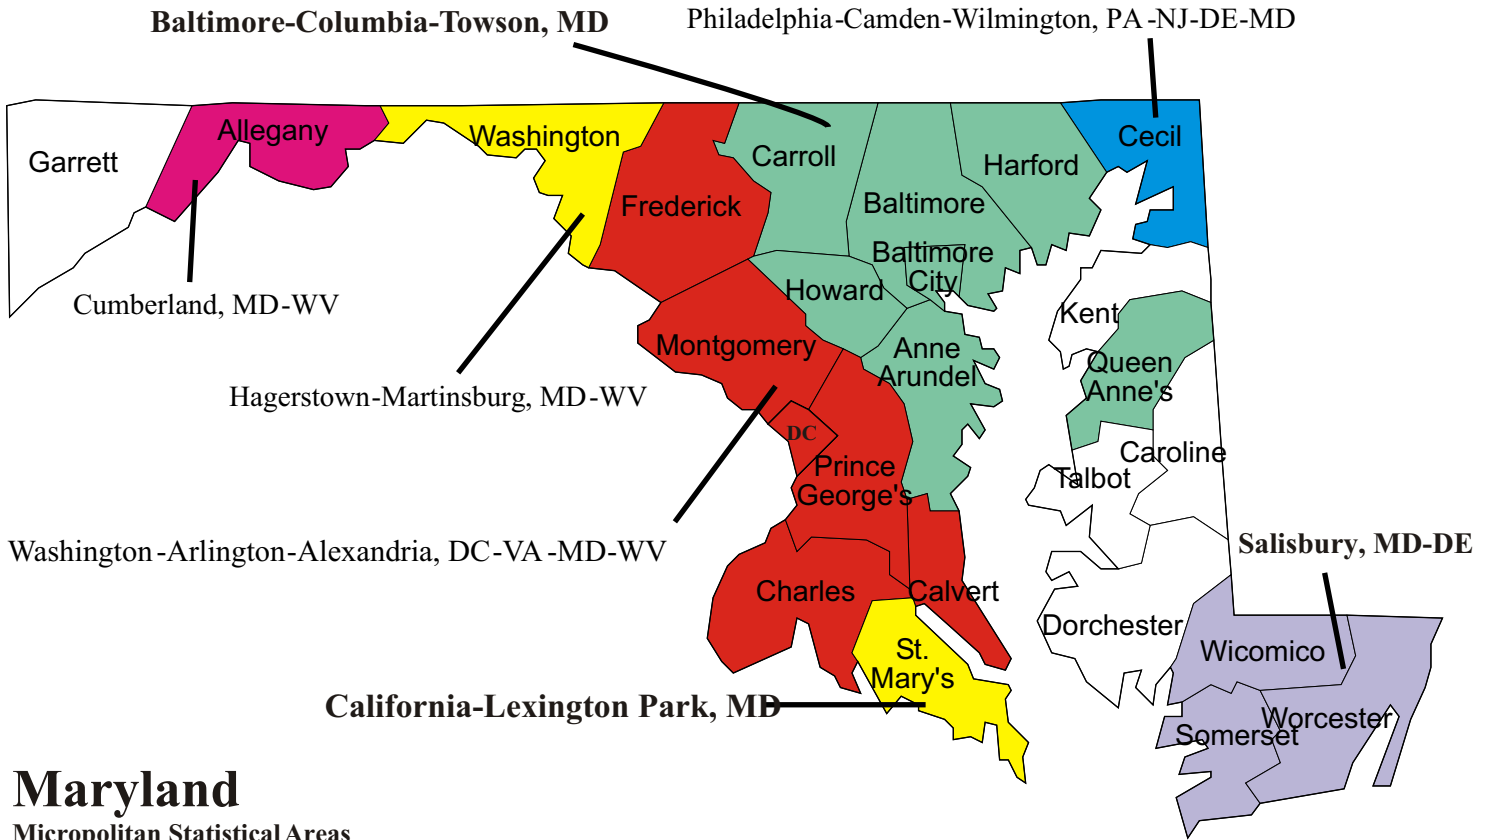 Baltimore-Columbia-Towson, MD
Philadelphia-Camden-Wilmington, PA-NJ-DE-MD
Garrett
Allegany
Washington
Frederick
Carroll
Baltimore
Harford
Cecil
Baltimore
City
Howard
Cumberland, MD-WV
Montgomery
Anne
Arundel
Kent
Queen
Anne's
Hagerstown-Martinsburg, MD-WV
DC
Prince
George's
Caroline
Talbot
Washington-Arlington-Alexandria, DC-VA-MD-WV
Salisbury, MD-DE
Charles
Calvert
Dorchester
St.
Mary's
Wicomico
California-Lexington Park, MD
Somerset
Worcester
Maryland
Micropolitan Statistical Areas